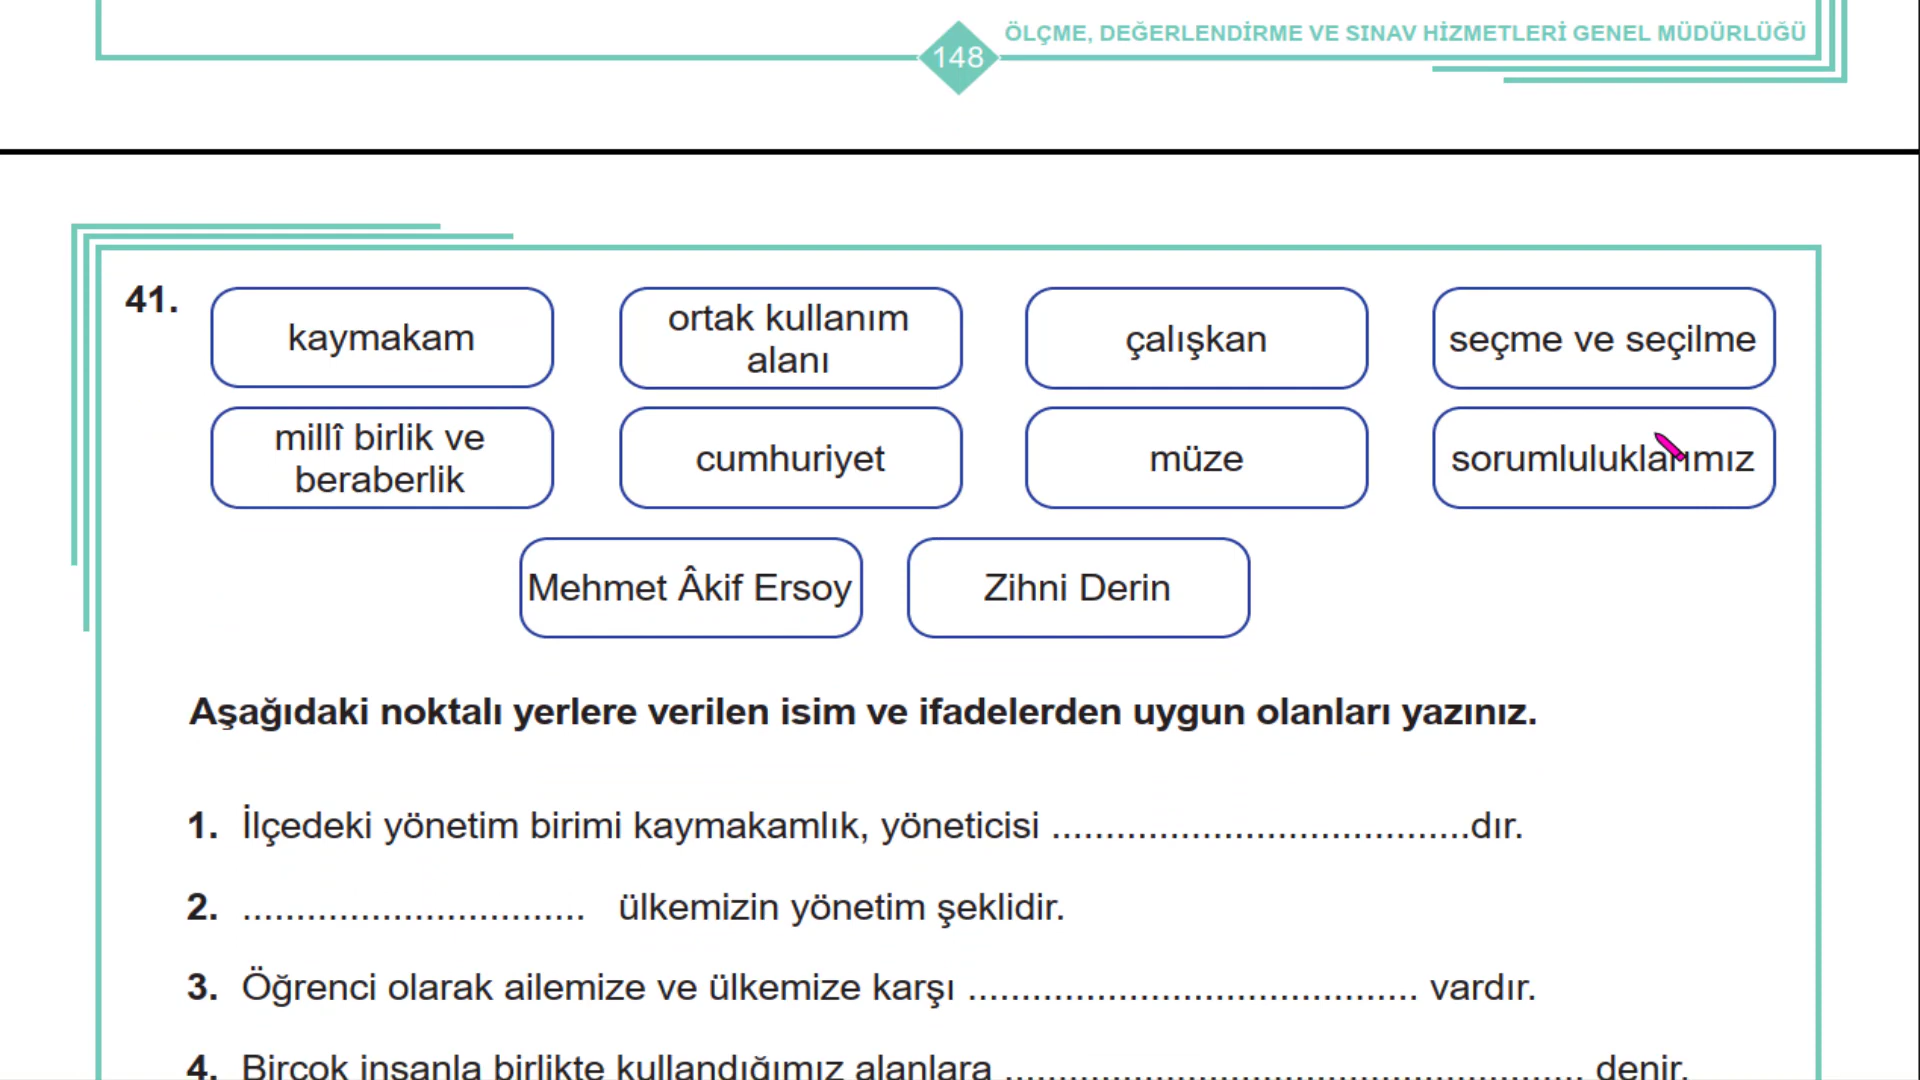 ÖLÇME, DEĞERLENDİRME VE SINAV HİZMETLERİ GENEL MÜDÜRLÜĞÜ
148
41.
kaymakam
ortak kullanım
alanı
çalışkan
seçme ve seçilme
millî birlik ve
beraberlik
cumhuriyet
müze
sorumluluklarımız
Mehmet Âkif Ersoy
Zihni Derin
Aşağıdaki noktalı yerlere verilen isim ve ifadelerden uygun olanları yazınız.
1. İlçedeki yönetim birimi kaymakamlık, yöneticisi .......................................dır.
2. ................................ ülkemizin yönetim şeklidir.
3. Öğrenci olarak ailemize ve ülkemize karşı .......................................... vardır.
4. Birçok insanla birlikte kullandığımız alanlara ...................................................... denir.